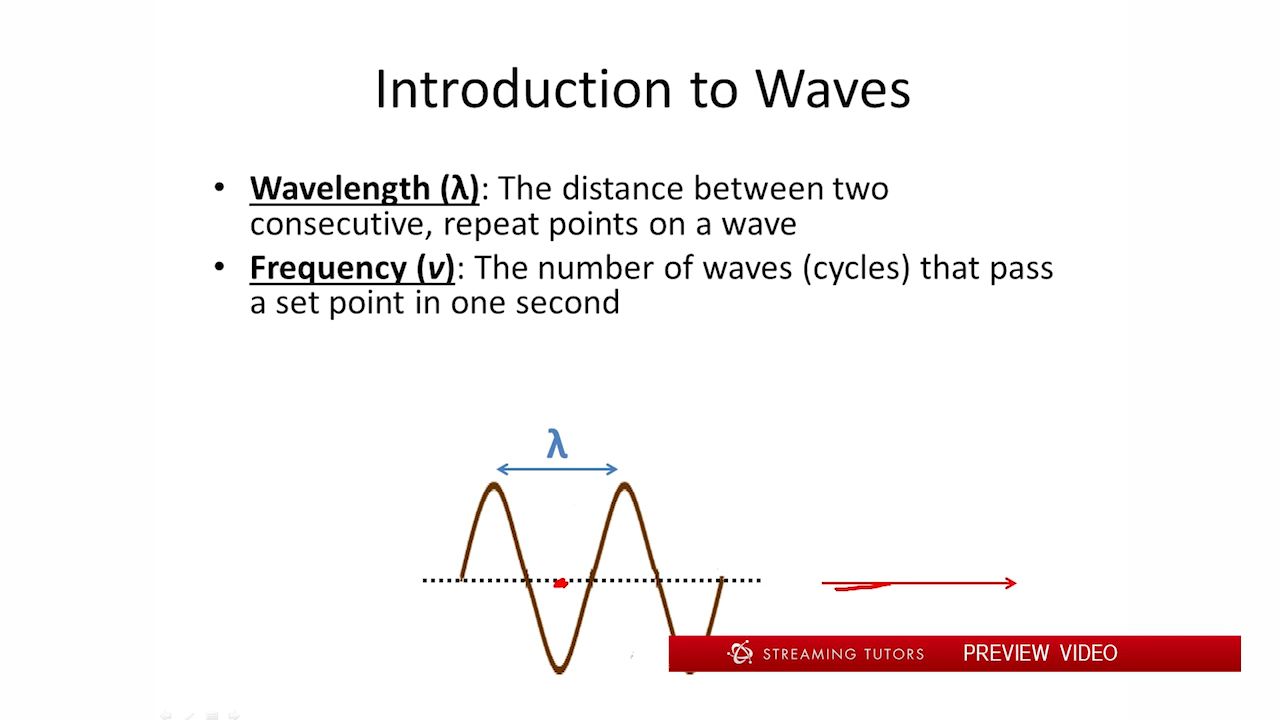 Introduction to Waves
• Wavelength (λ): The distance between two
consecutive, repeat points on a wave
• Frequency (v): The number of waves (cycles) that pass
a set point in one second
λ
STREAMING TUTORS PREVIEW VIDEO